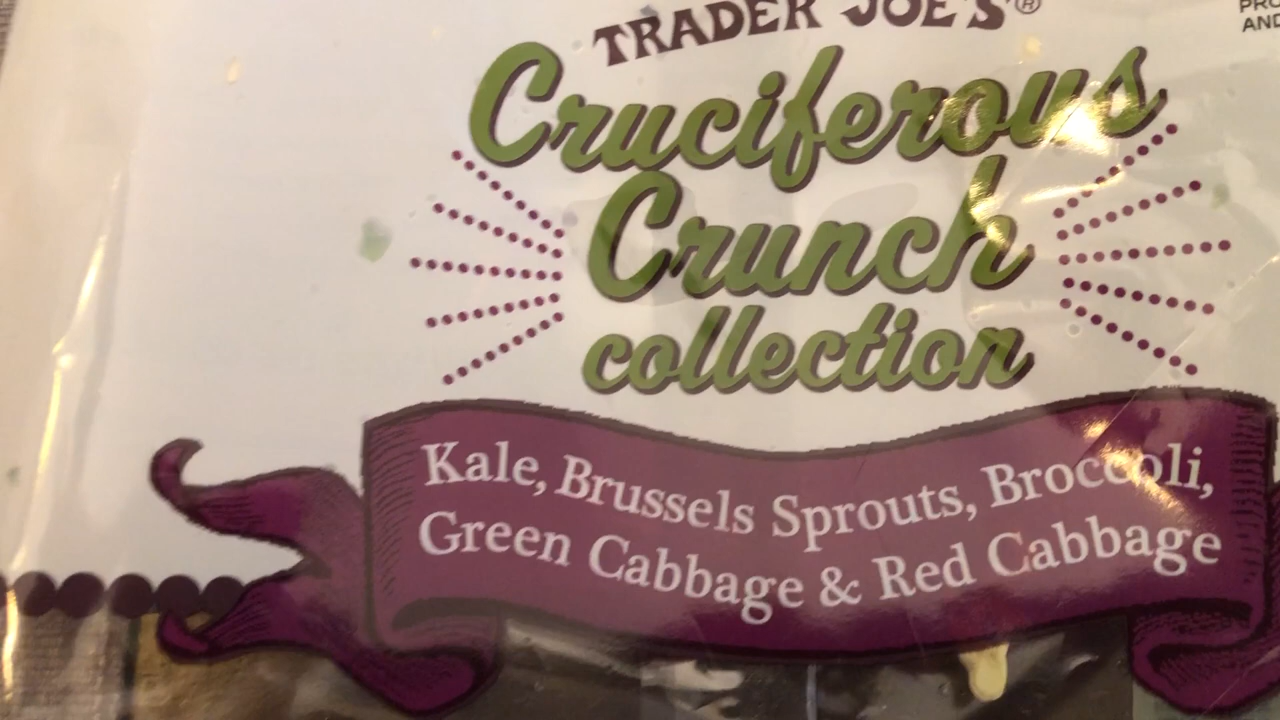 TRADER JOE'S®
Cruciferous
Crunch
collection
Kale, Brussels Sprouts, Broccoli,
Green Cabbage & Red Cabbage